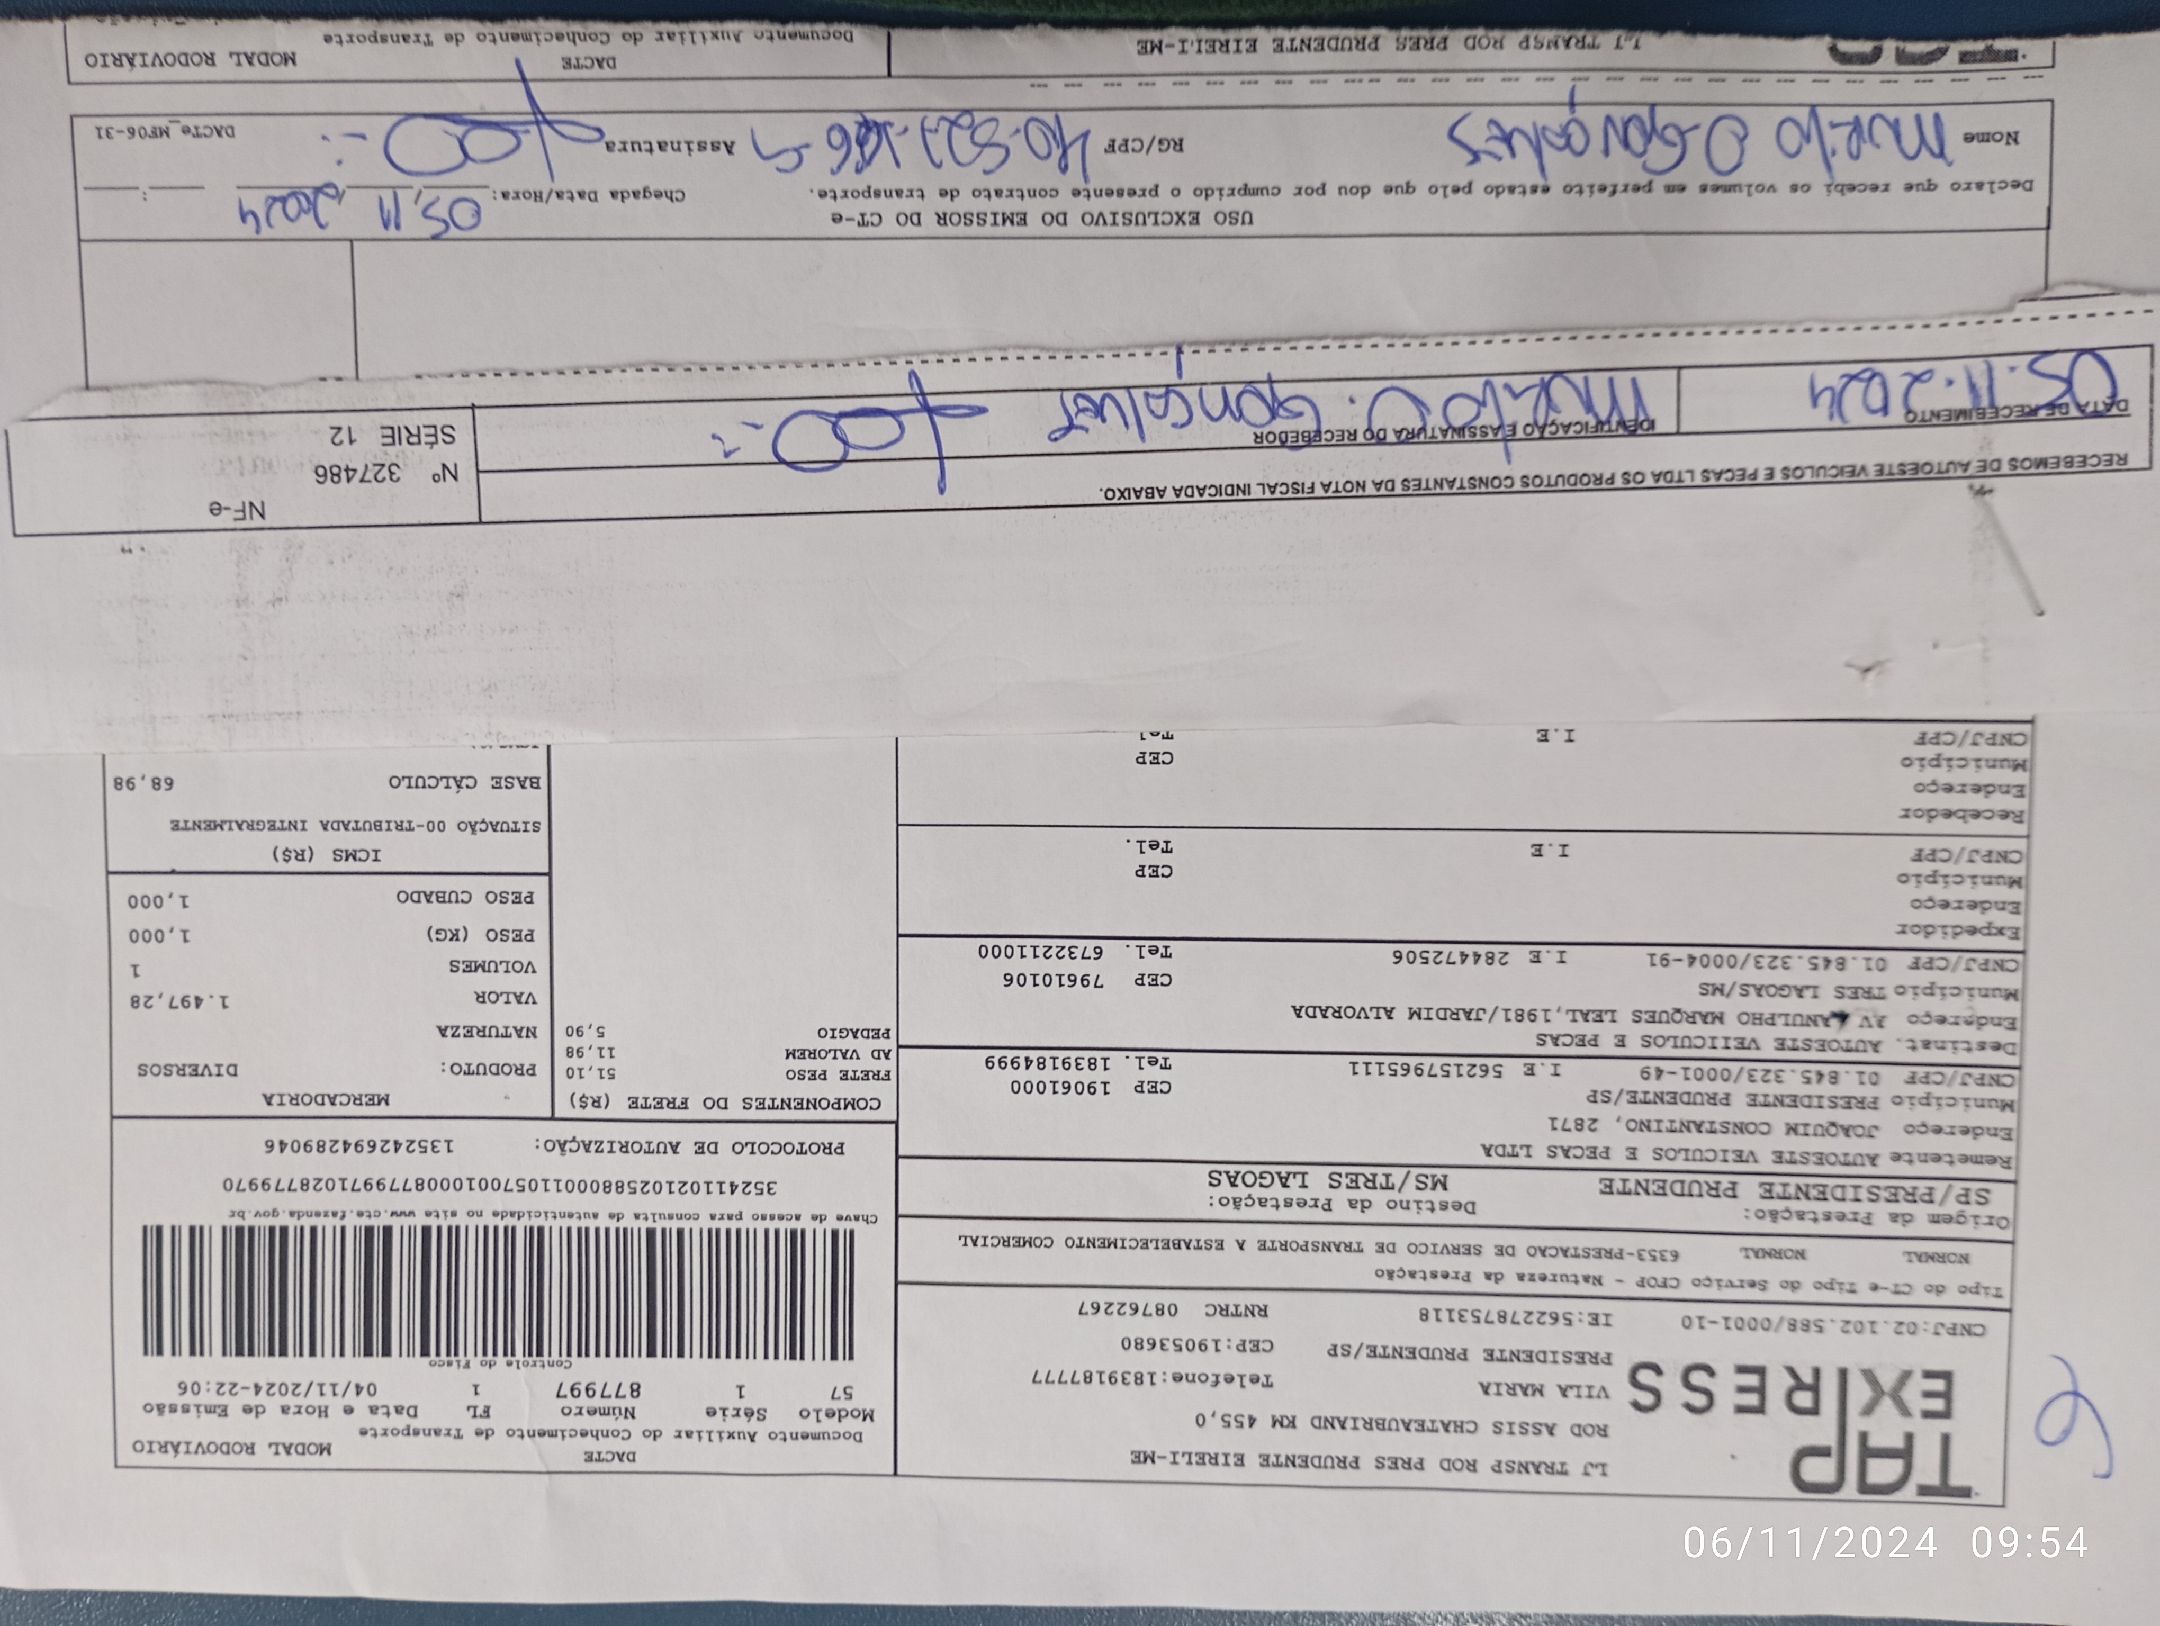 TAP
EXPRESS
LJ TRANSP ROD PRES PRUDENTE EIRELI-ME
ROD ASSIS CHATEAUBRIAND KM 455,0
VILA MARIA Telefone:1839187777
PRESIDENTE PRUDENTE/SP CEP:19053680
CNPJ:02.102.588/0001-10 IE:562278753118 RNTRC 08762267
DACTE
Documento Auxiliar do Conhecimento de Transporte
MODAL RODOVIÁRIO
Modelo Série Número FL Data e Hora de Emissão
57 1 877997 1 04/11/2024-22:06
Controle do Fisco
Tipo do CT-e Tipo do Serviço CFOP - Natureza da Prestação
NORMAL NORMAL 6353-PRESTACAO DE SERVICO DE TRANSPORTE A ESTABELECIMENTO COMERCIAL
Chave de acesso para consulta de autenticidade no site www.cte.fazenda.gov.br
35241102102588000110570010008779971028779970
PROTOCOLO DE AUTORIZAÇÃO: 135242694289046
Origem da Prestação: Destino da Prestação:
SP/PRESIDENTE PRUDENTE MS/TRES LAGOAS
Remetente AUTOESTE VEICULOS E PECAS LTDA
Endereço JOAQUIM CONSTANTINO, 2871
Município PRESIDENTE PRUDENTE/SP CEP 19061000
CNPJ/CPF 01.845.323/0001-49 I.E 562157965111 Tel. 1839184999
Destinat. AUTOESTE VEIICULOS E PECAS
Endereço AV RANULPHO MARQUES LEAL,1981/JARDIM ALVORADA
Município TRES LAGOAS/MS CEP 79610106
CNPJ/CPF 01.845.323/0004-91 I.E 284472506 Tel. 6732211000
Expedidor
Endereço
Município CEP
CNPJ/CPF I.E Tel.
Recebedor
Endereço
Município CEP
CNPJ/CPF I.E Tel
COMPONENTES DO FRETE (R$)
FRETE PESO 51,10
AD VALOREM 11,98
PEDAGIO 5,90
MERCADORIA
PRODUTO: DIVERSOS
NATUREZA
VALOR 1.497,28
VOLUMES 1
PESO (KG) 1,000
PESO CUBADO 1,000
ICMS (R$)
SITUAÇÃO 00-TRIBUTADA INTEGRALMENTE
BASE CÁLCULO 68,98
RECEBEMOS DE AUTOESTE VEICULOS E PECAS LTDA OS PRODUTOS CONSTANTES DA NOTA FISCAL INDICADA ABAIXO.
DATA DE RECEBIMENTO
05.11.2024
IDENTIFICAÇÃO E ASSINATURA DO RECEBEDOR
Murilo O. Gonçalves
NF-e
Nº 327486
SÉRIE 12
USO EXCLUSIVO DO EMISSOR DO CT-e
Declaro que recebi os volumes em perfeito estado pelo que dou por cumprido o presente contrato de transporte.
Chegada Data/Hora: 05,11,2024 :
Nome Murilo O Gonçalves RG/CPF Assinatura
DACTe_MF06-31
LJ TRANSP ROD PRES PRUDENTE EIRELI-ME
DACTE
Documento Auxiliar do Conhecimento de Transporte
MODAL RODOVIÁRIO
06/11/2024 09:54